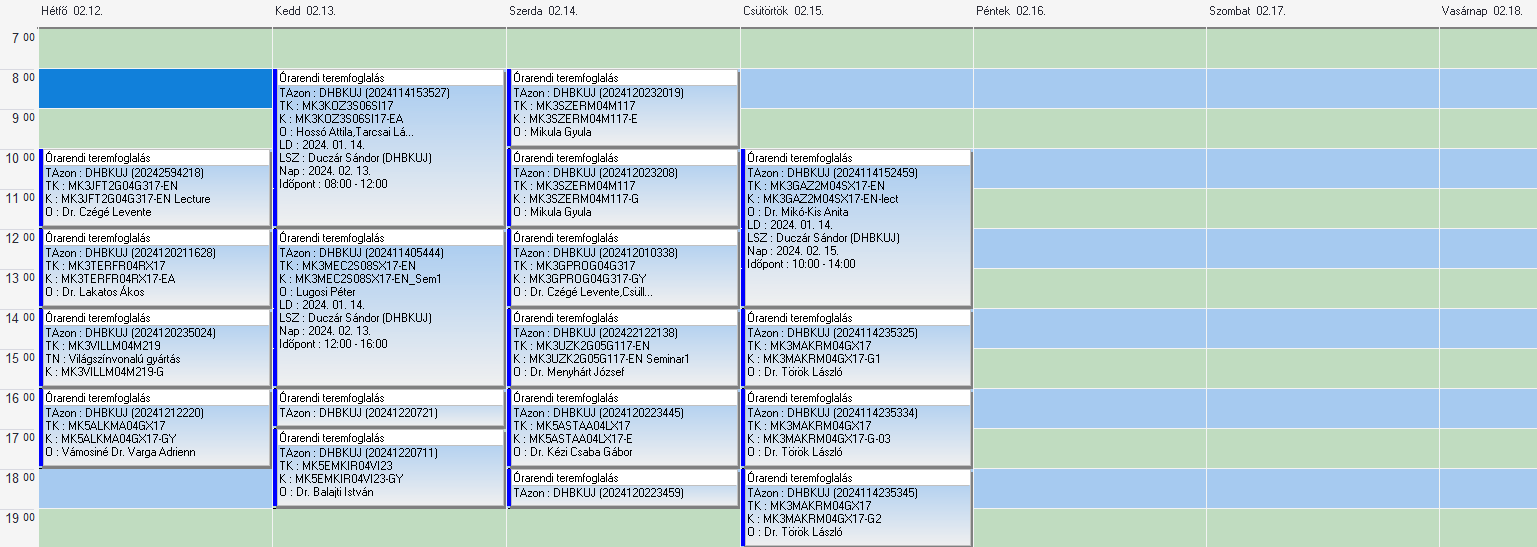 Hétfő 02.12.
Kedd 02.13.
Szerda 02.14.
Csütörtök 02.15.
Péntek 02.16.
Szombat 02.17.
Vasárnap 02.18.
7 00
8 00
9 00
10 00
11 00
12 00
13 00
14 00
15 00
16 00
17 00
18 00
19 00
Órarendi teremfoglalás
TAzon : DHBKUJ (20242594218)
TK : MK3JFT2G04G317-EN
K : MK3JFT2G04G317-EN Lecture
O : Dr. Czégé Levente
Órarendi teremfoglalás
TAzon : DHBKUJ (2024120211628)
TK : MK3TERFR04RX17
K : MK3TERFR04RX17-EA
O : Dr. Lakatos Ákos
Órarendi teremfoglalás
TAzon : DHBKUJ (2024120235024)
TK : MK3VILLM04M219
TN : Világszínvonalú gyártás
K : MK3VILLM04M219-G
Órarendi teremfoglalás
TAzon : DHBKUJ (20241212220)
TK : MK5ALKMA04GX17
K : MK5ALKMA04GX17-GY
O : Vámosiné Dr. Varga Adrienn
Órarendi teremfoglalás
TAzon : DHBKUJ (2024114153527)
TK : MK3KOZ3S06SI17
K : MK3KOZ3S06SI17-EA
O : Hossó Attila,Tarcsai Lá...
LD : 2024. 01. 14.
LSZ : Duczár Sándor (DHBKUJ)
Nap : 2024. 02. 13.
Időpont : 08:00 - 12:00
Órarendi teremfoglalás
TAzon : DHBKUJ (202411405444)
TK : MK3MEC2S08SX17-EN
K : MK3MEC2S08SX17-EN_Sem1
O : Lugosi Péter
LD : 2024. 01. 14.
LSZ : Duczár Sándor (DHBKUJ)
Nap : 2024. 02. 13.
Időpont : 12:00 - 16:00
Órarendi teremfoglalás
TAzon : DHBKUJ (20241220721)
Órarendi teremfoglalás
TAzon : DHBKUJ (20241220711)
TK : MK5EMKIR04VI23
K : MK5EMKIR04VI23-GY
O : Dr. Balajti István
Órarendi teremfoglalás
TAzon : DHBKUJ (2024120232019)
TK : MK3SZERM04M117
K : MK3SZERM04M117-E
O : Mikula Gyula
Órarendi teremfoglalás
TAzon : DHBKUJ (20241202​3208)
TK : MK3SZERM04M117
K : MK3SZERM04M117-G
O : Mikula Gyula
Órarendi teremfoglalás
TAzon : DHBKUJ (202412010338)
TK : MK3GPROG04G317
K : MK3GPROG04G317-GY
O : Dr. Czégé Levente,Csüll...
Órarendi teremfoglalás
TAzon : DHBKUJ (202422122138)
TK : MK3UZK2G05G117-EN
K : MK3UZK2G05G117-EN Seminar1
O : Dr. Menyhárt József
Órarendi teremfoglalás
TAzon : DHBKUJ (2024120223445)
TK : MK5ASTAA04LX17
K : MK5ASTAA04LX17-E
O : Dr. Kézi Csaba Gábor
Órarendi teremfoglalás
TAzon : DHBKUJ (2024120223459)
Órarendi teremfoglalás
TAzon : DHBKUJ (2024114152459)
TK : MK3GAZ2M04SX17-EN
K : MK3GAZ2M04SX17-EN-lect
O : Dr. Mikó-Kis Anita
LD : 2024. 01. 14.
LSZ : Duczár Sándor (DHBKUJ)
Nap : 2024. 02. 15.
Időpont : 10:00 - 14:00
Órarendi teremfoglalás
TAzon : DHBKUJ (2024114235325)
TK : MK3MAKRM04GX17
K : MK3MAKRM04GX17-G1
O : Dr. Török László
Órarendi teremfoglalás
TAzon : DHBKUJ (2024114235334)
TK : MK3MAKRM04GX17
K : MK3MAKRM04GX17-G-03
O : Dr. Török László
Órarendi teremfoglalás
TAzon : DHBKUJ (2024114235345)
TK : MK3MAKRM04GX17
K : MK3MAKRM04GX17-G2
O : Dr. Török László